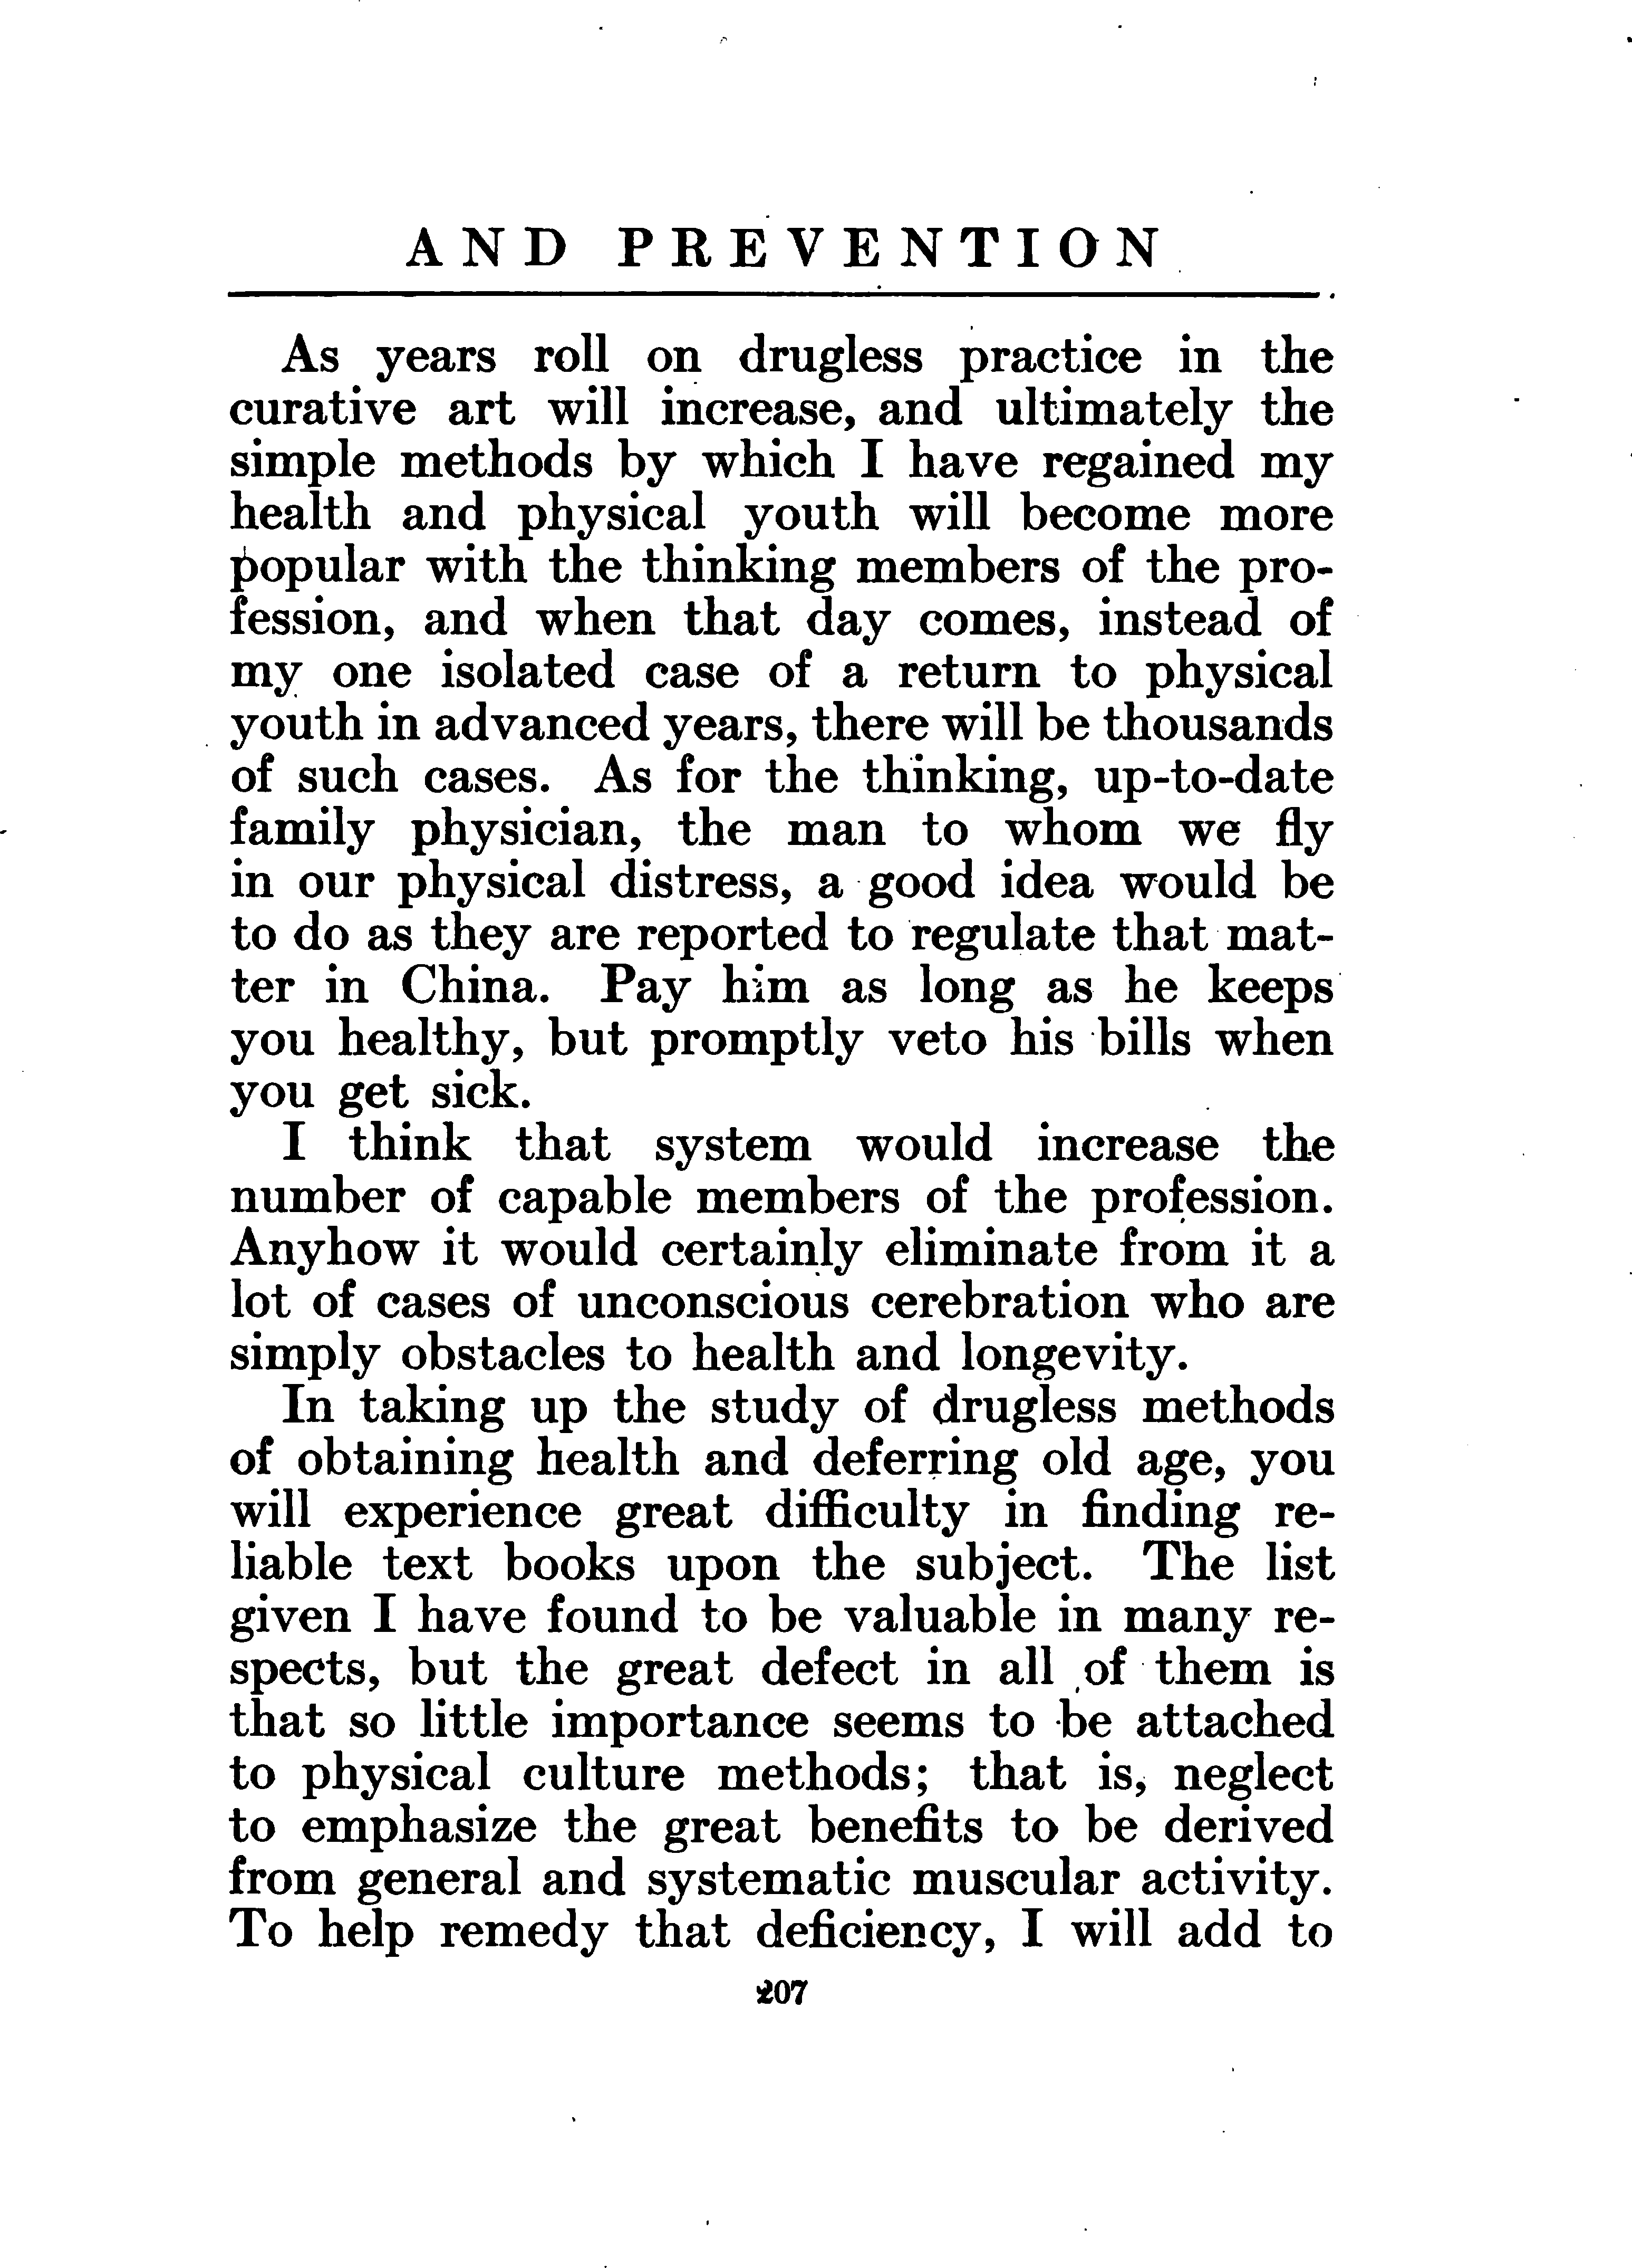 AND PREVENTION
As years roll on drugless practice in the
curative art will increase, and ultimately the
simple methods by which I have regained my
health and physical youth will become more
popular with the thinking members of the pro-
fession, and when that day comes, instead of
my one isolated case of a return to physical
youth in advanced years, there will be thousands
of such cases. As for the thinking, up-to-date
family physician, the man to whom we fly
in our physical distress, a good idea would be
to do as they are reported to regulate that mat-
ter in China. Pay him as long as he keeps
you healthy, but promptly veto his bills when
you get sick.
I think that system would increase the
number of capable members of the profession.
Anyhow it would certainly eliminate from it a
lot of cases of unconscious cerebration who are
simply obstacles to health and longevity.
In taking up the study of drugless methods
of obtaining health and deferring old age, you
will experience great difficulty in finding re-
liable text books upon the subject. The list
given I have found to be valuable in many re-
spects, but the great defect in all of them is
that so little importance seems to be attached
to physical culture methods; that is, neglect
to emphasize the great benefits to be derived
from general and systematic muscular activity.
To help remedy that deficiency, I will add to
207